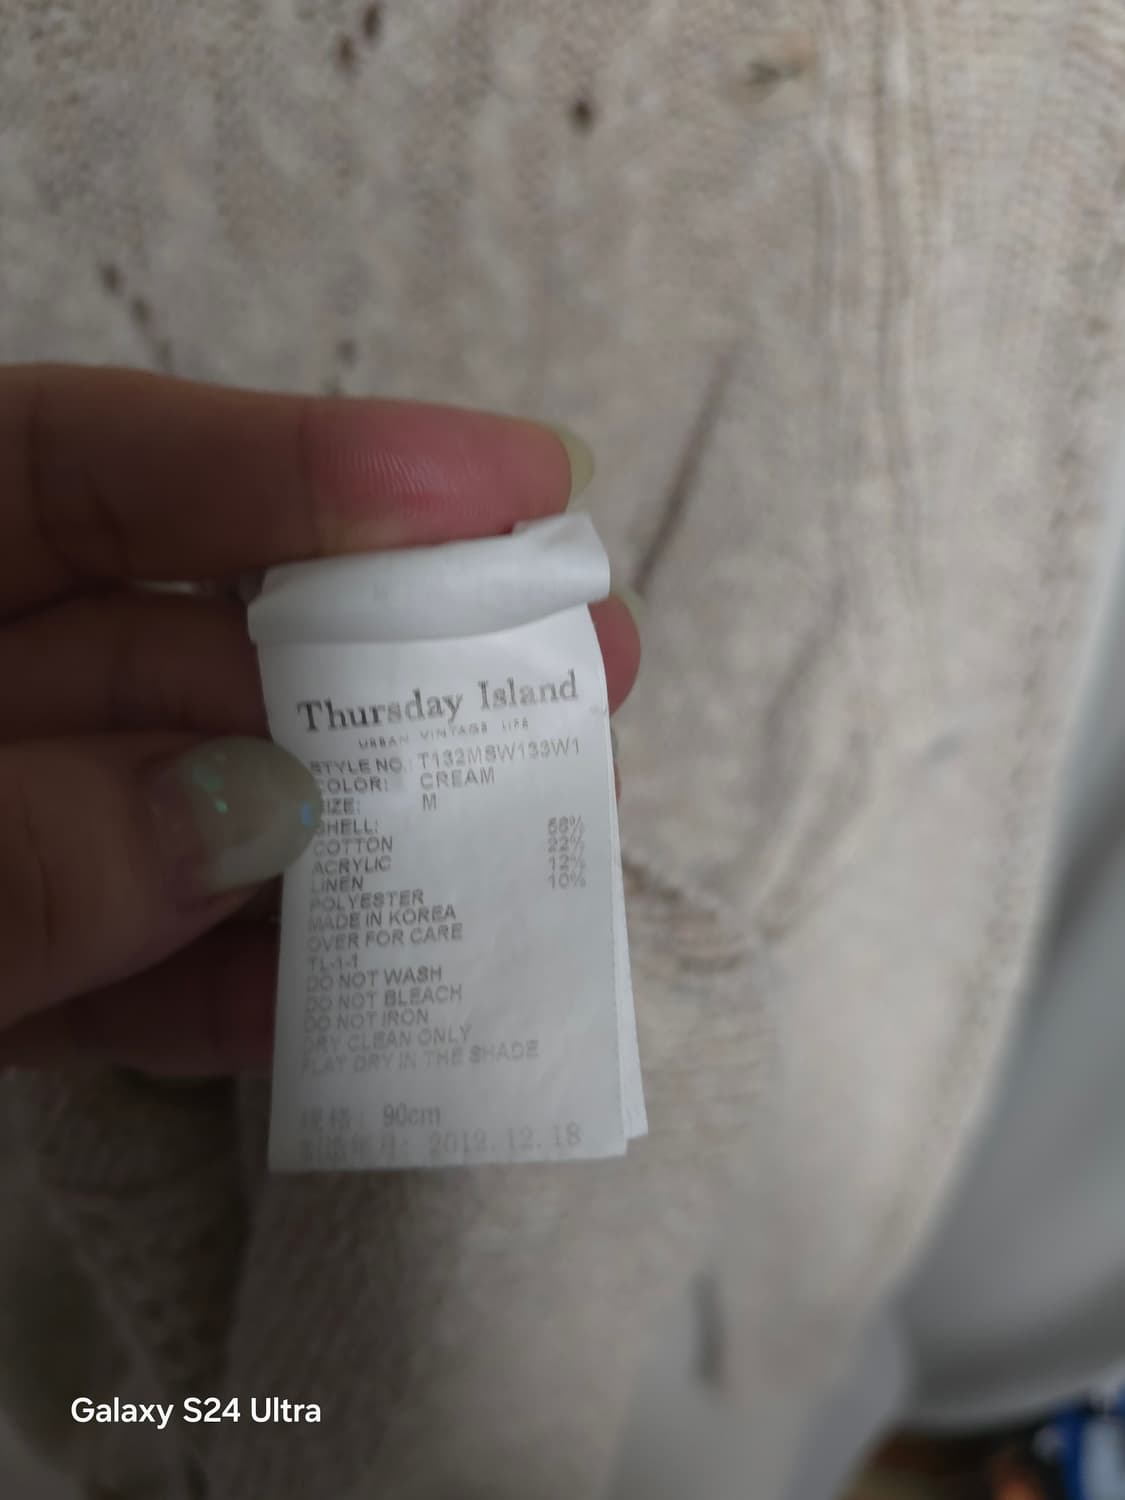 Thursday Island
URBAN VINTAGE LIFE
STYLE NO.: T132MSW133W1
COLOR: CREAM
SIZE: M
SHELL: 56%
COTTON 22%
ACRYLIC 12%
LINEN 10%
POLYESTER
MADE IN KOREA
OVER FOR CARE
TL-1-1
DO NOT WASH
DO NOT BLEACH
DO NOT IRON
DRY CLEAN ONLY
FLAT DRY IN THE SHADE
90cm
2012.12.18
Galaxy S24 Ultra